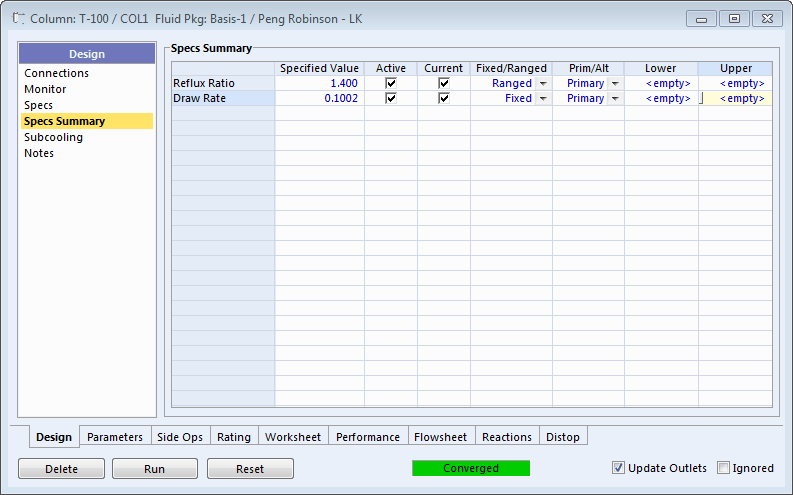 Column: T-100 / COL1 Fluid Pkg: Basis-1 / Peng Robinson - LK
Design
Connections
Monitor
Specs
Specs Summary
Subcooling
Notes
Specs Summary
Specified Value Active Current Fixed/Ranged Prim/Alt Lower Upper
Reflux Ratio 1.400 Ranged Primary <empty> <empty>
Draw Rate 0.1002 Fixed Primary <empty> <empty>
Design Parameters Side Ops Rating Worksheet Performance Flowsheet Reactions Distop
Delete Run Reset Converged Update Outlets Ignored